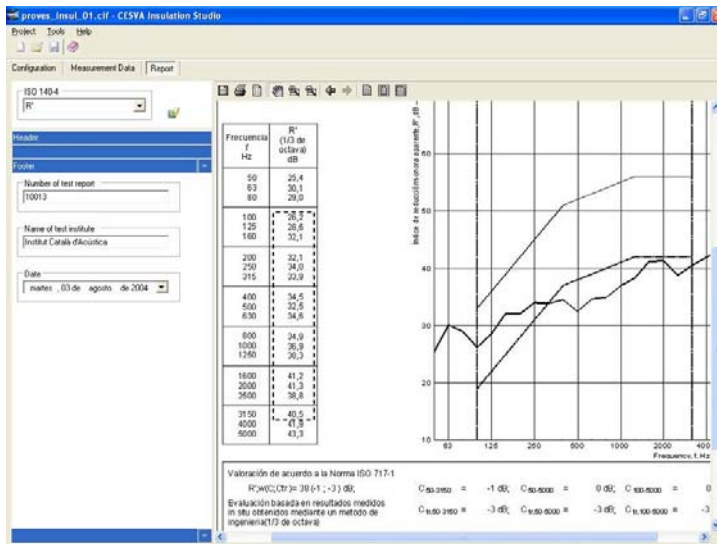 proves_insul_01.clf - CESVA Insulation Studio
Project Tools Help
Configuration Measurement Data Report
ISO 140-4
R'
Header
Footer
Number of test report
10013
Name of test institute
Institut Català d'Acústica
Date
martes , 03 de agosto de 2004
Frecuencia
f
Hz
R'
(1/3 de
octava)
dB
50 25,4
63 30,1
80 29,0
100 26,2
125 28,6
160 32,1
200 32,1
250 34,0
315 33,9
400 34,5
500 32,5
630 34,6
800 34,9
1000 36,9
1250 38,3
1600 41,2
2000 41,3
2500 38,8
3150 40,5
4000 41,9
5000 43,3
60
50
40
30
20
10
63 125 250 500 1000 2000 400
Frequency, f, Hz
Valoración de acuerdo a la Norma ISO 717-1
R'w(C;Ctr)= 38 (-1 ; -3 ) dB;
Evaluación basada en resultados medidos
in situ obtenidos mediante un metodo de
ingenieria(1/3 de octava)
C50-3150 = -1 dB; C50-5000 = 0 dB; C100-5000 = 0
Ctr,50-3150 = -3 dB; Ctr,50-5000 = -3 dB; Ctr,100-5000 = -3